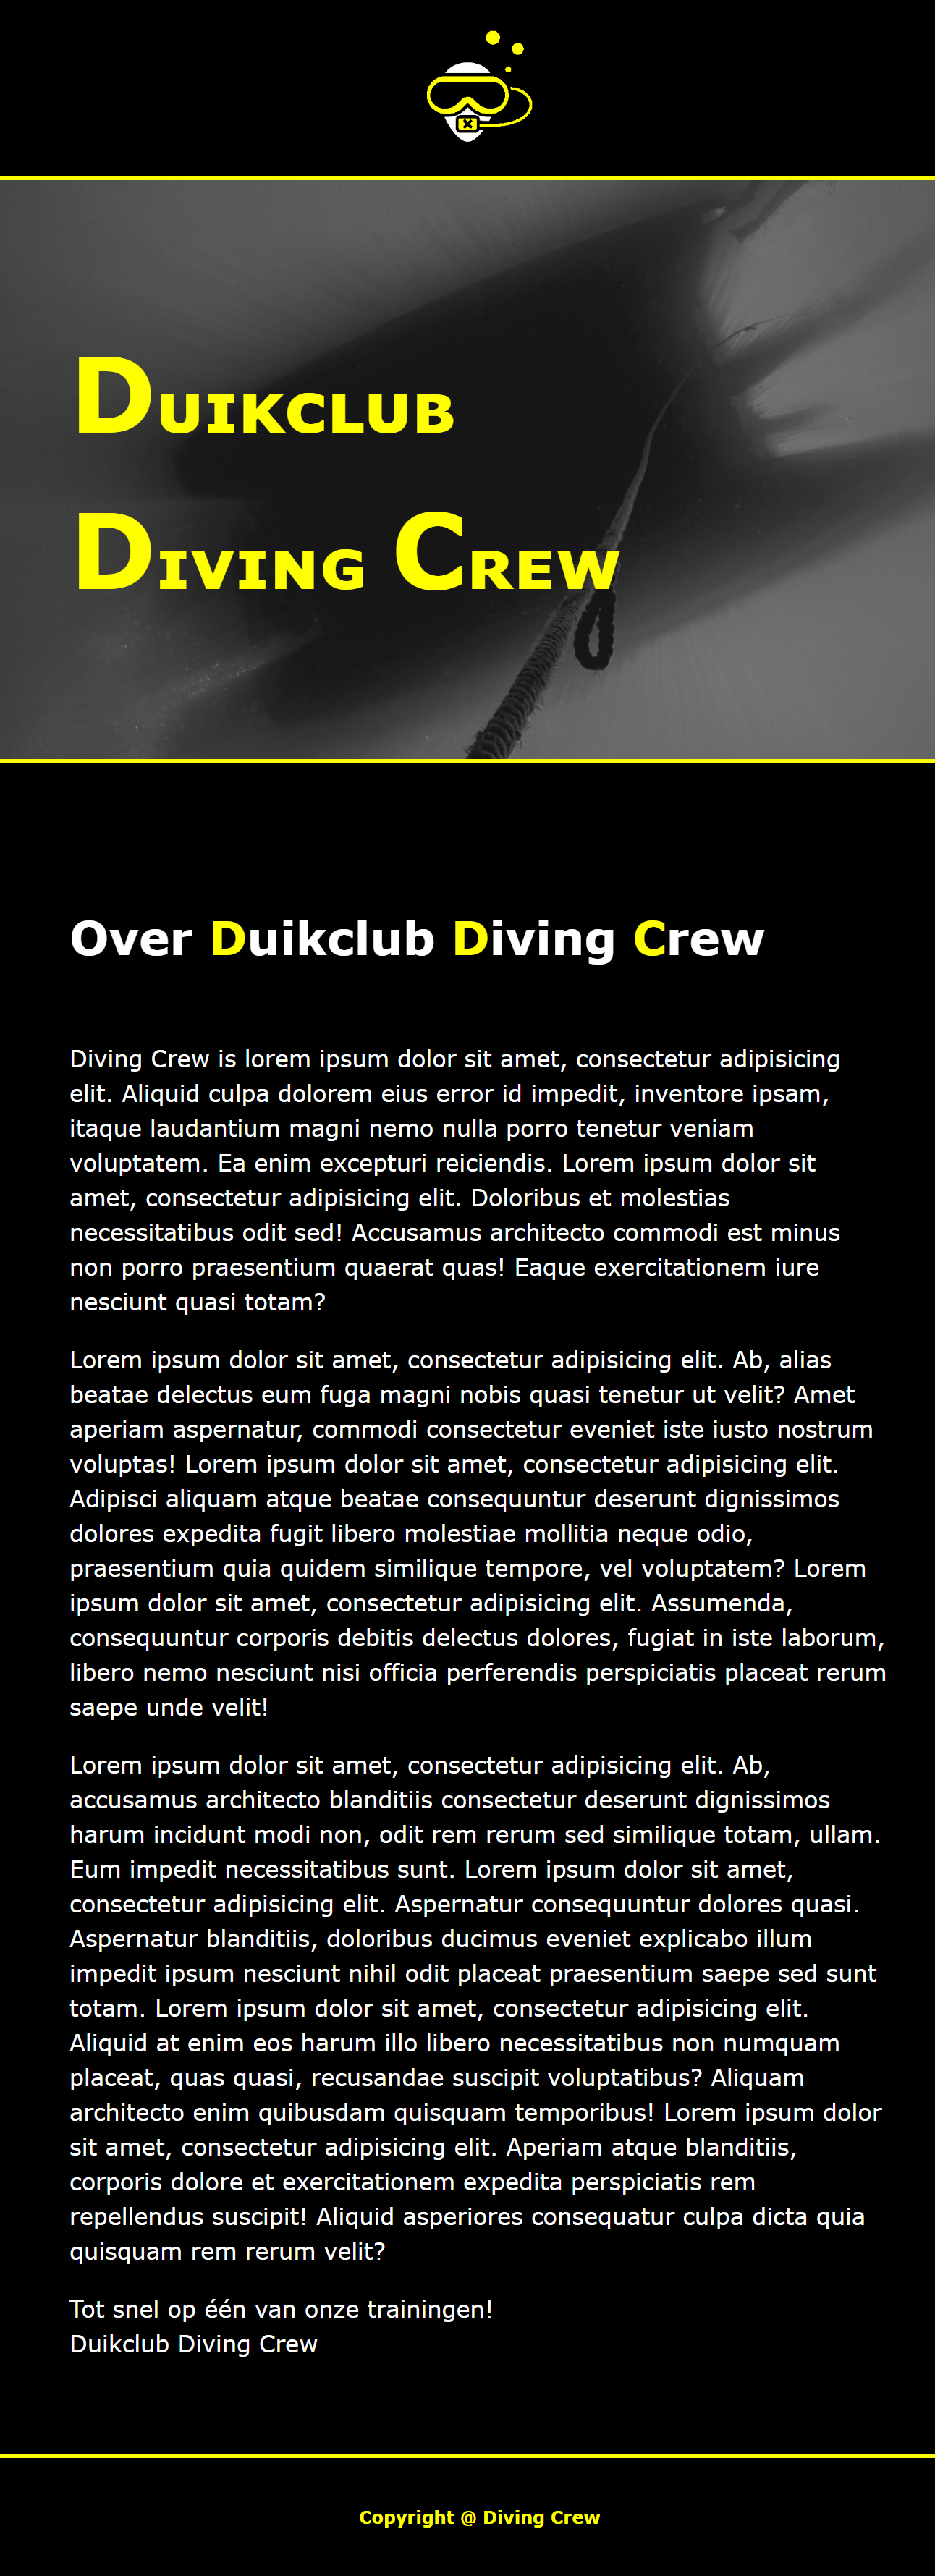 Duikclub
Diving Crew
Over Duikclub Diving Crew
Diving Crew is lorem ipsum dolor sit amet, consectetur adipisicing
elit. Aliquid culpa dolorem eius error id impedit, inventore ipsam,
itaque laudantium magni nemo nulla porro tenetur veniam
voluptatem. Ea enim excepturi reiciendis. Lorem ipsum dolor sit
amet, consectetur adipisicing elit. Doloribus et molestias
necessitatibus odit sed! Accusamus architecto commodi est minus
non porro praesentium quaerat quas! Eaque exercitationem iure
nesciunt quasi totam?
Lorem ipsum dolor sit amet, consectetur adipisicing elit. Ab, alias
beatae delectus eum fuga magni nobis quasi tenetur ut velit? Amet
aperiam aspernatur, commodi consectetur eveniet iste iusto nostrum
voluptas! Lorem ipsum dolor sit amet, consectetur adipisicing elit.
Adipisci aliquam atque beatae consequuntur deserunt dignissimos
dolores expedita fugit libero molestiae mollitia neque odio,
praesentium quia quidem similique tempore, vel voluptatem? Lorem
ipsum dolor sit amet, consectetur adipisicing elit. Assumenda,
consequuntur corporis debitis delectus dolores, fugiat in iste laborum,
libero nemo nesciunt nisi officia perferendis perspiciatis placeat rerum
saepe unde velit!
Lorem ipsum dolor sit amet, consectetur adipisicing elit. Ab,
accusamus architecto blanditiis consectetur deserunt dignissimos
harum incidunt modi non, odit rem rerum sed similique totam, ullam.
Eum impedit necessitatibus sunt. Lorem ipsum dolor sit amet,
consectetur adipisicing elit. Aspernatur consequuntur dolores quasi.
Aspernatur blanditiis, doloribus ducimus eveniet explicabo illum
impedit ipsum nesciunt nihil odit placeat praesentium saepe sed sunt
totam. Lorem ipsum dolor sit amet, consectetur adipisicing elit.
Aliquid at enim eos harum illo libero necessitatibus non numquam
placeat, quas quasi, recusandae suscipit voluptatibus? Aliquam
architecto enim quibusdam quisquam temporibus! Lorem ipsum dolor
sit amet, consectetur adipisicing elit. Aperiam atque blanditiis,
corporis dolore et exercitationem expedita perspiciatis rem
repellendus suscipit! Aliquid asperiores consequatur culpa dicta quia
quisquam rem rerum velit?
Tot snel op één van onze trainingen!
Duikclub Diving Crew
Copyright @ Diving Crew